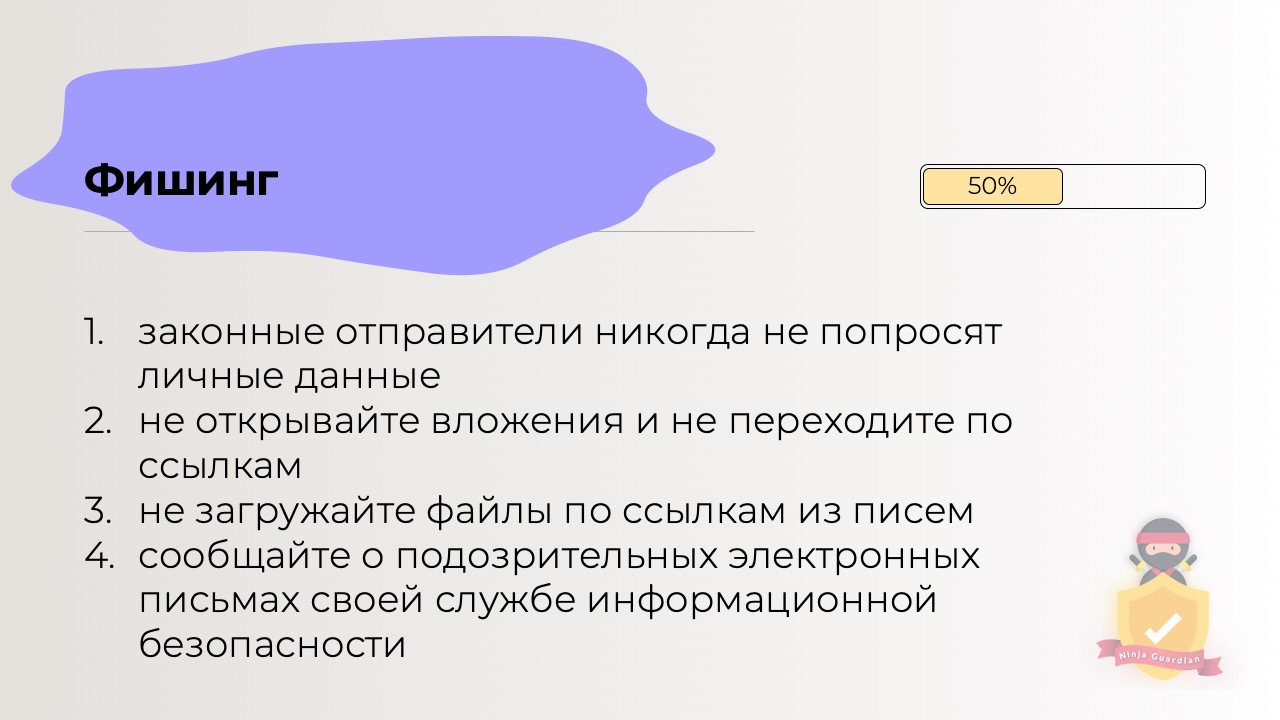 Фишинг
50%
1. законные отправители никогда не попросят
личные данные
2. не открывайте вложения и не переходите по
ссылкам
3. не загружайте файлы по ссылкам из писем
4. сообщайте о подозрительных электронных
письмах своей службе информационной
безопасности
Ninja Guardian